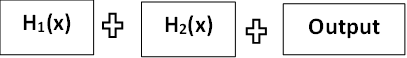 H₁(x) + H₂(x) + Output